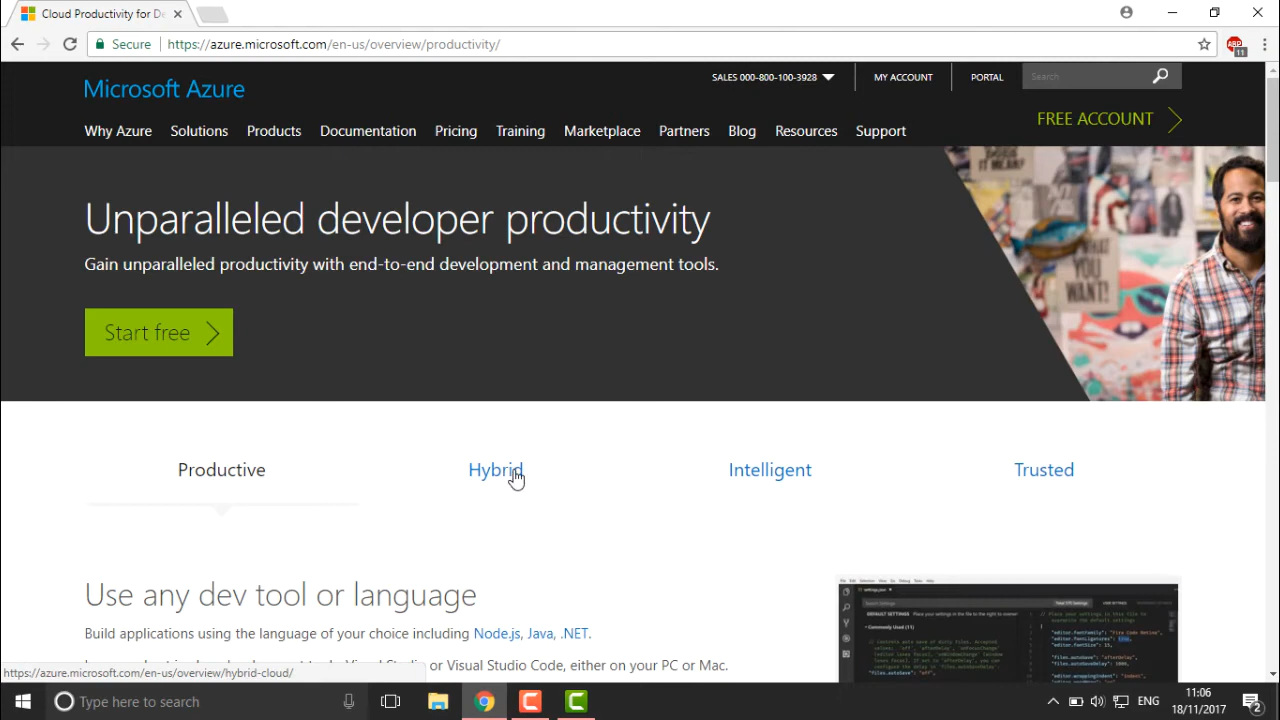 Cloud Productivity for De
Secure
https://azure.microsoft.com/en-us/overview/productivity/
ABP
11
SALES 000-800-100-3928
MY ACCOUNT
PORTAL
Search
Microsoft Azure
FREE ACCOUNT
Why Azure Solutions Products Documentation Pricing Training Marketplace Partners Blog Resources Support
Unparalleled developer productivity
Gain unparalleled productivity with end-to-end development and management tools.
Start free
Productive
Hybrid
Intelligent
Trusted
Use any dev tool or language
Build applications using the language of your choice including Node.js, Java, .NET.
or Visual Studio Code, either on your PC or Mac.
https://azure.microsoft.com/en-us/overview/hybrid-cloud/
Type here to search
ENG
11:06
18/11/2017
2